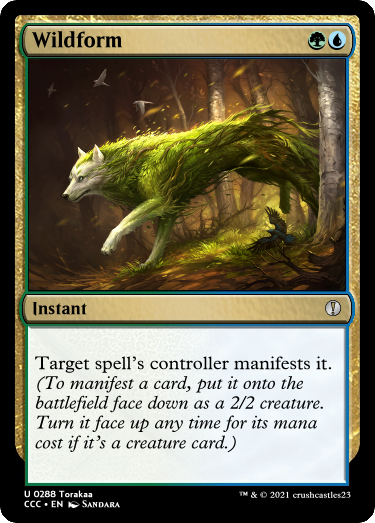 Wildform
Instant
Target spell's controller manifests it.
(To manifest a card, put it onto the
battlefield face down as a 2/2 creature.
Turn it face up any time for its mana
cost if it's a creature card.)
U 0288 Torakaa
CCC • EN SANDARA
™ & © 2021 crushcastles23